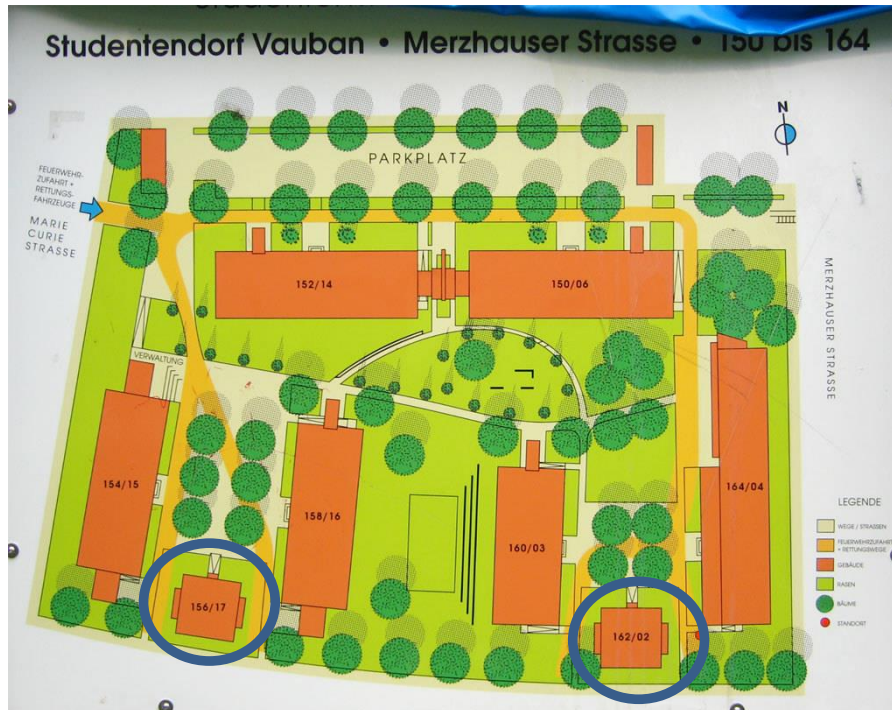 Studentendorf Vauban • Merzhauser Strasse • 150 bis 164
N
PARKPLATZ
FEUERWEHR-
ZUFAHRT +
RETTUNGS-
FAHRZEUGE
MARIE
CURIE
STRASSE
152/14
150/06
MERZHAUSER STRASSE
VERWALTUNG
154/15
158/16
160/03
164/04
156/17
162/02
LEGENDE
WEGE / STRASSEN
FEUERWEHRZUFAHRT
+ RETTUNGSWEGE
GEBÄUDE
RASEN
BÄUME
STANDORT